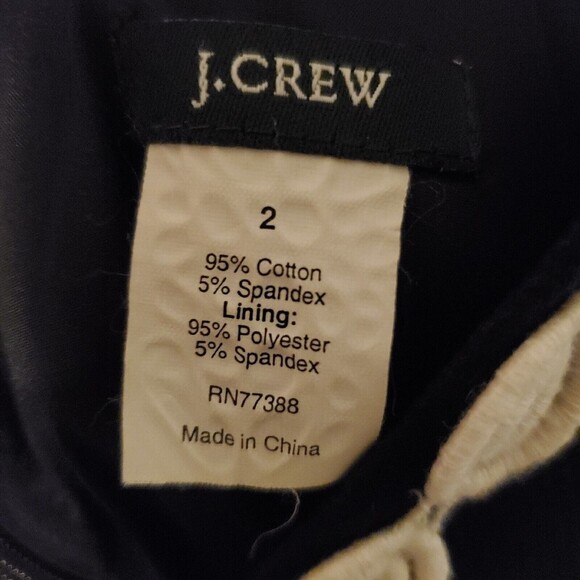 J.CREW
2
95% Cotton
5% Spandex
Lining:
95% Polyester
5% Spandex
RN77388
Made in China